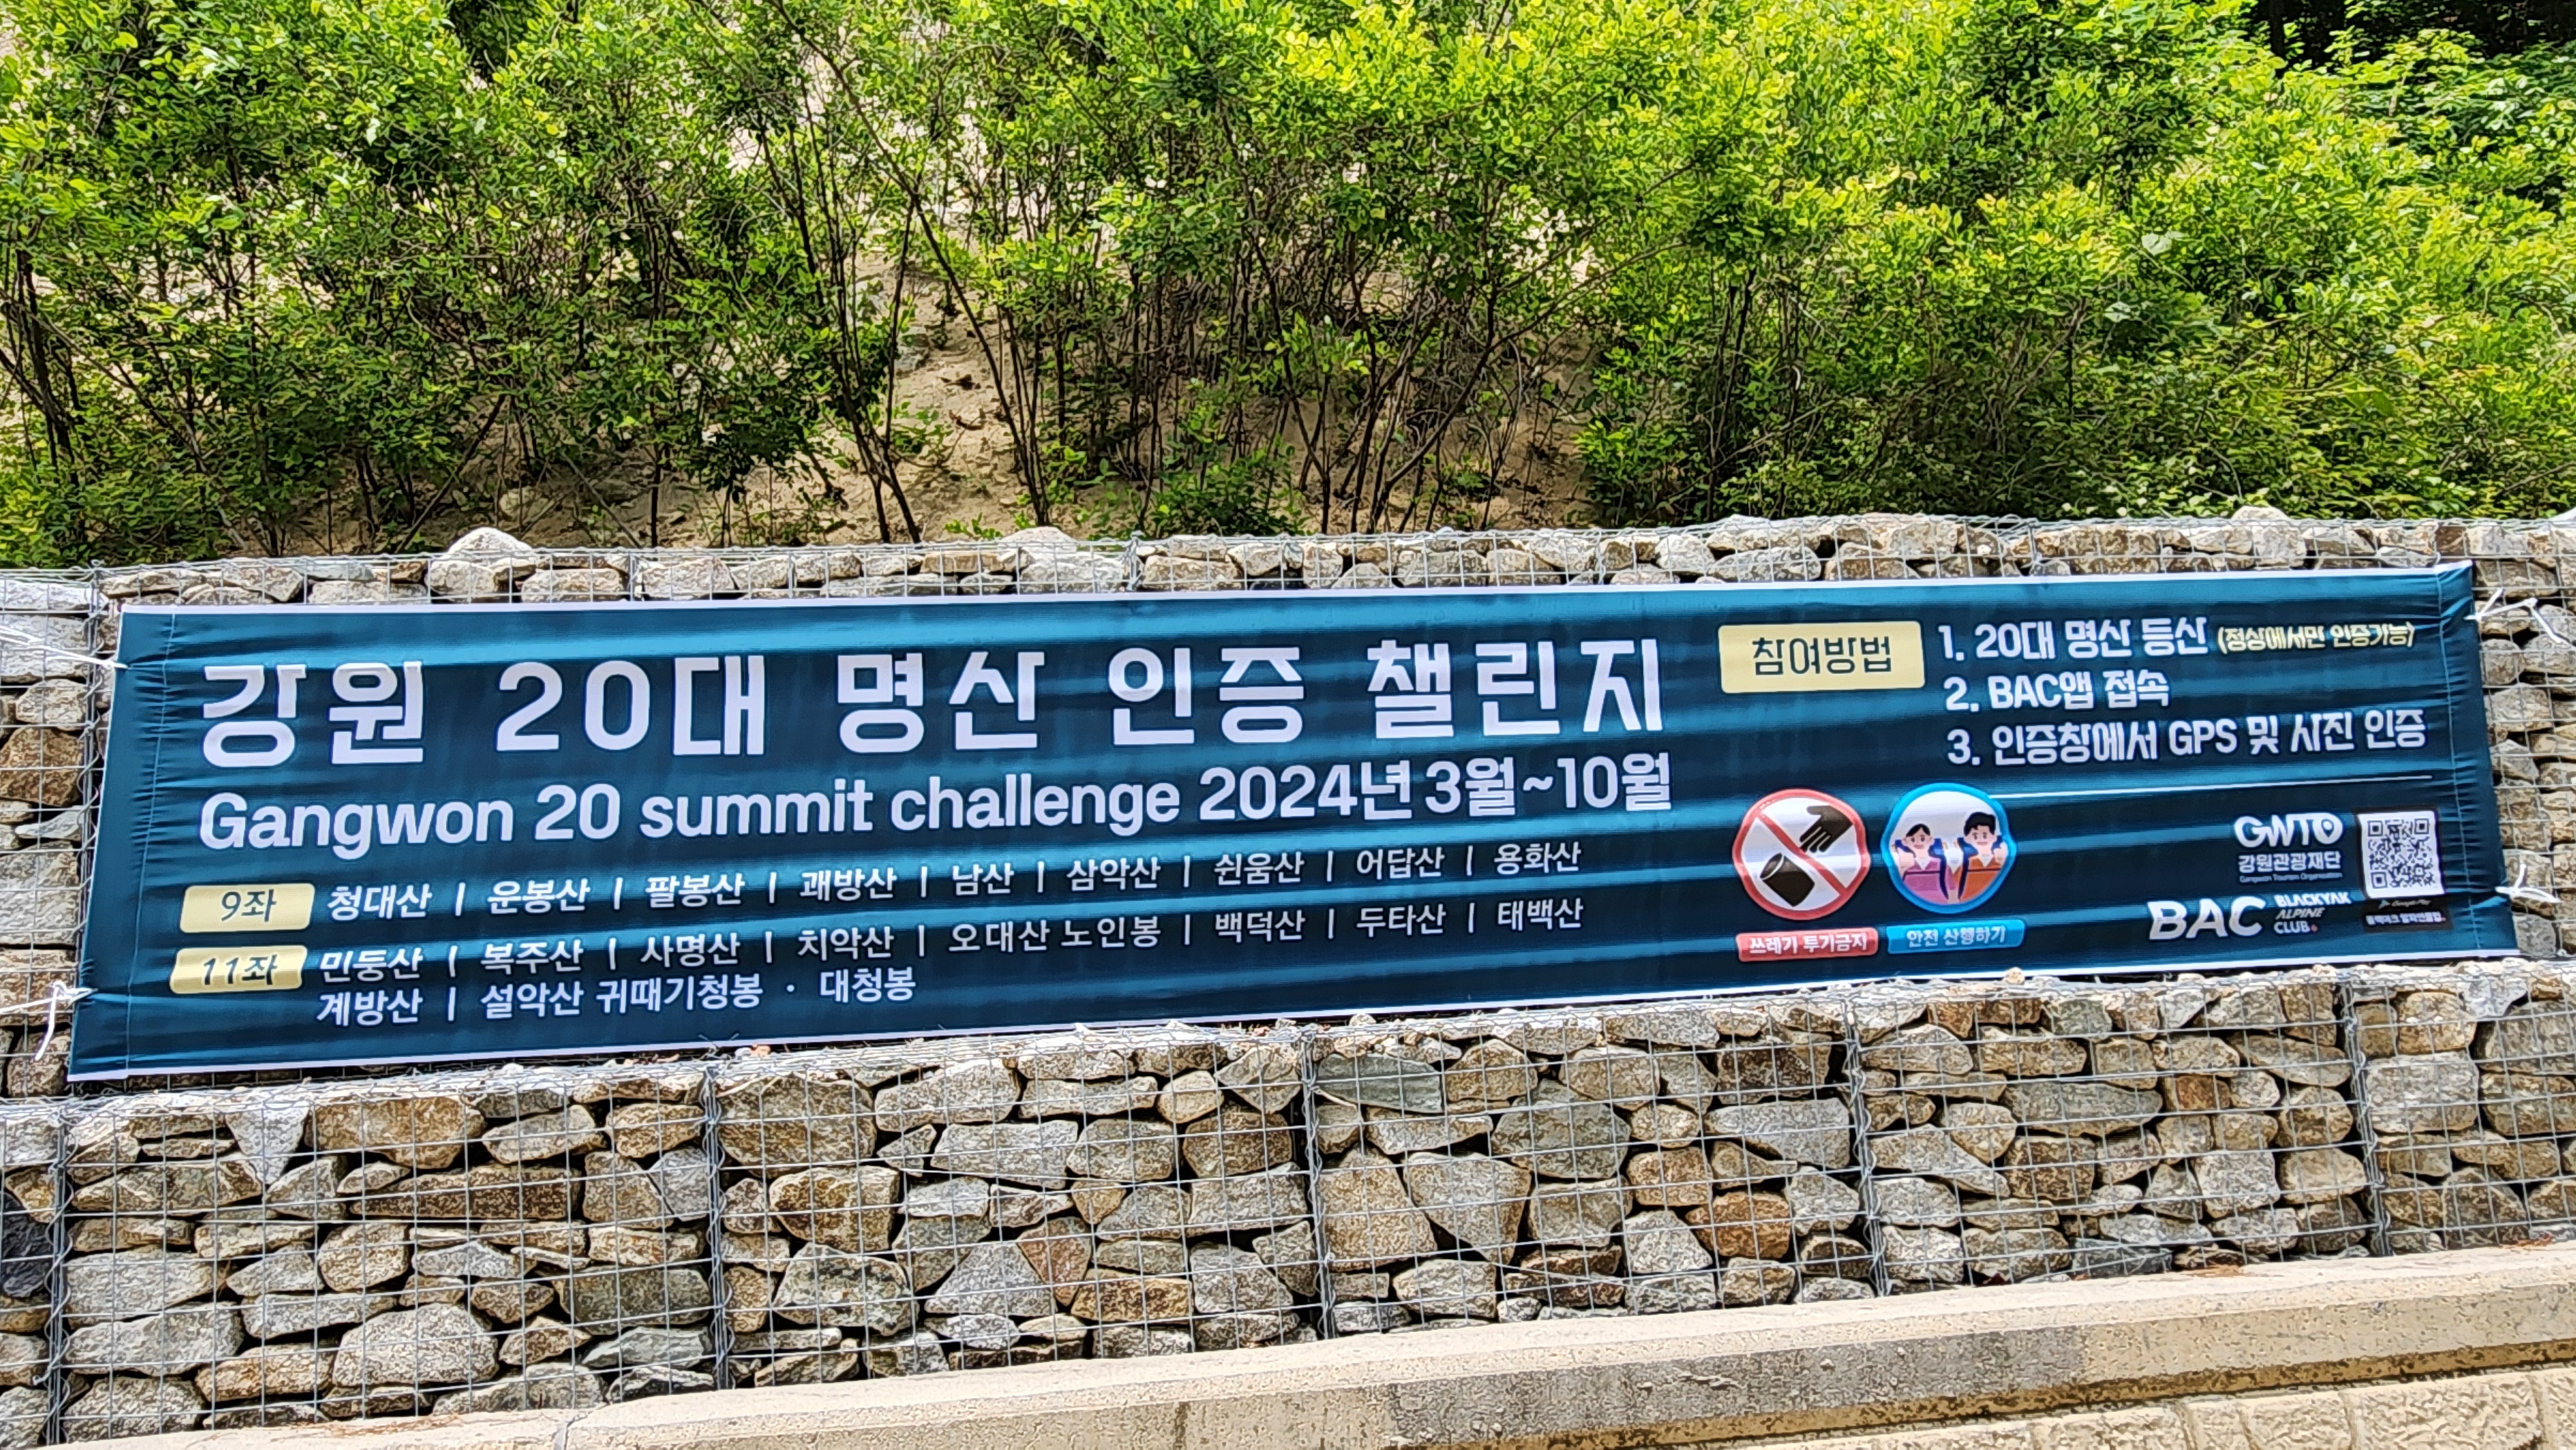 강원 20대 명산 인증 챌린지
Gangwon 20 summit challenge 2024년 3월~10월
9좌 청대산 | 운봉산 | 팔봉산 | 괘방산 | 남산 | 삼악산 | 쉰움산 | 어답산 | 용화산
11좌 민둥산 | 복주산 | 사명산 | 치악산 | 오대산 노인봉 | 백덕산 | 두타산 | 태백산
계방산 | 설악산 귀때기청봉 · 대청봉
참여방법 1. 20대 명산 등산 (정상에서만 인증가능)
2. BAC앱 접속
3. 인증창에서 GPS 및 사진 인증
쓰레기 투기금지
안전 산행하기
GWTO
강원관광재단
Gangwon Tourism Organization
BAC
BLACKYAK
ALPINE
CLUB
Google Play